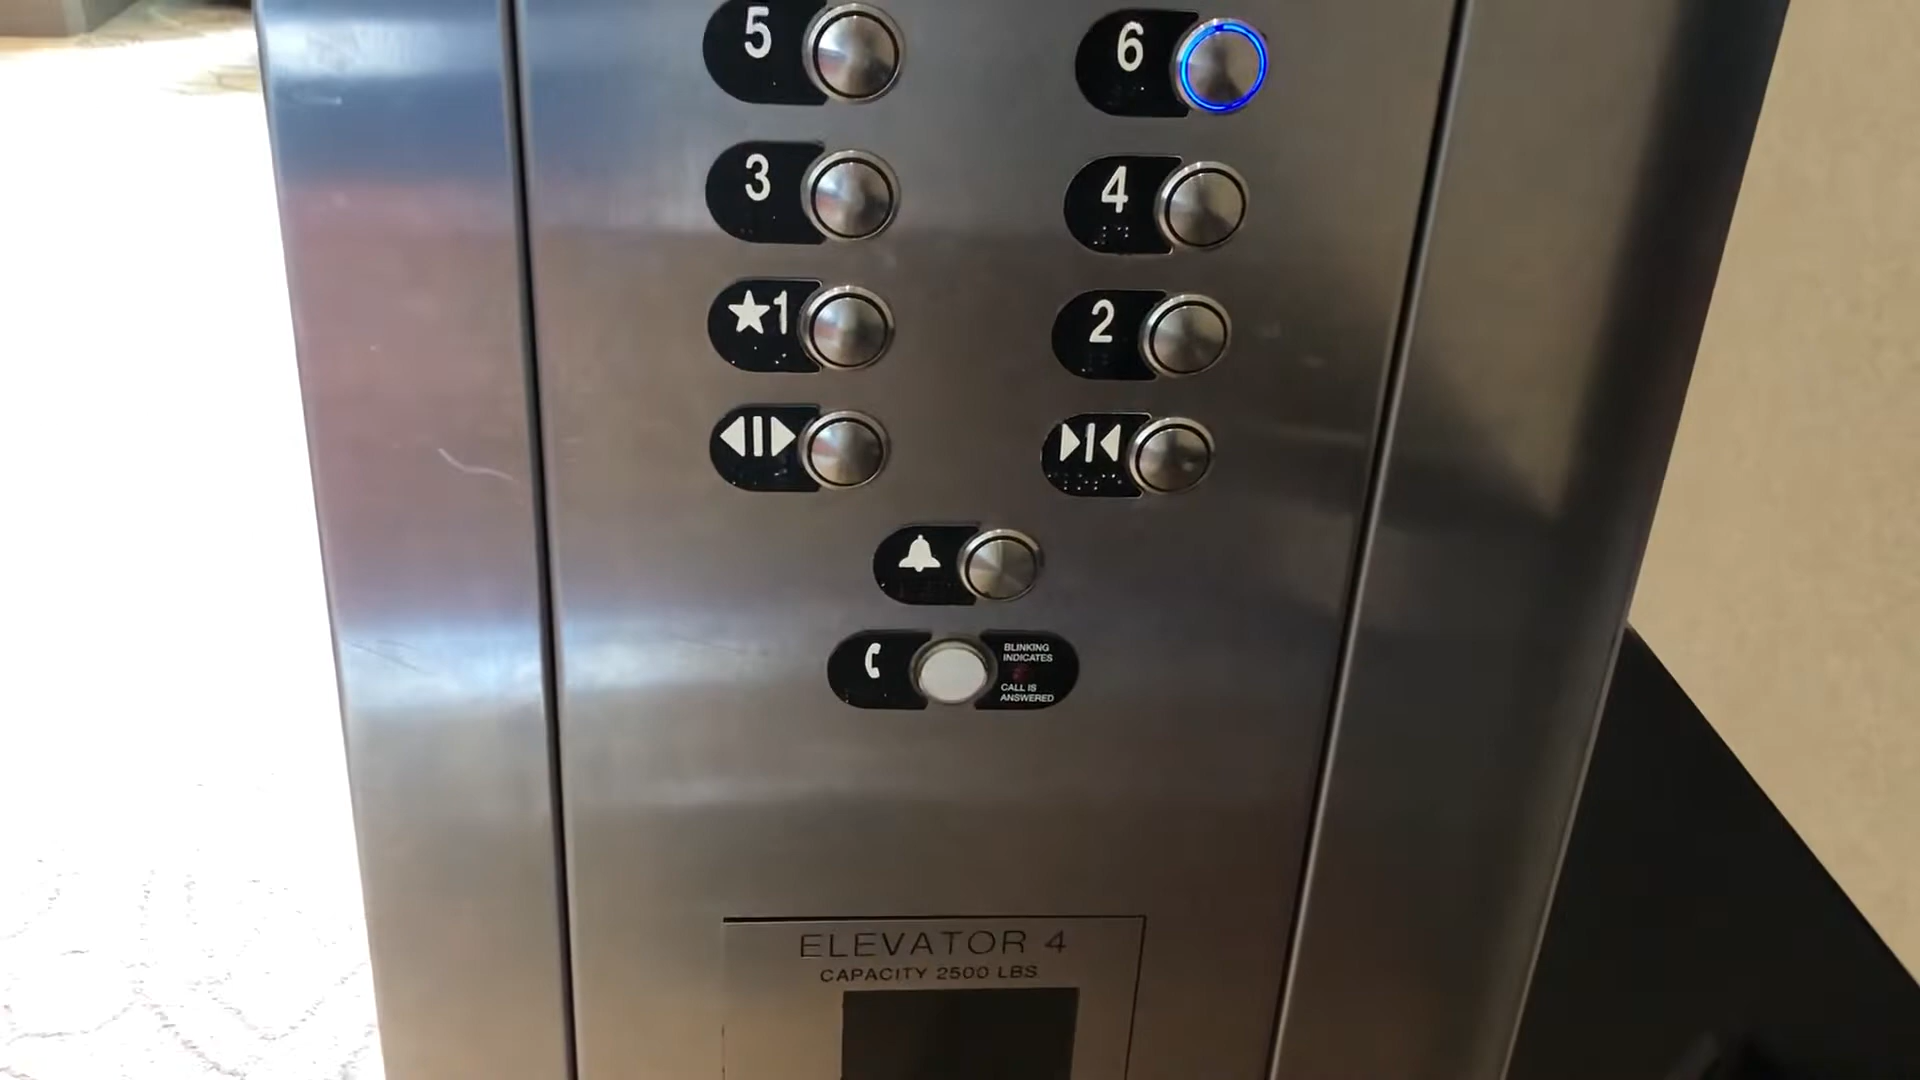 5
6
3
4
★1
2
BLINKING
INDICATES
CALL IS
ANSWERED
ELEVATOR 4
CAPACITY 2500 LBS